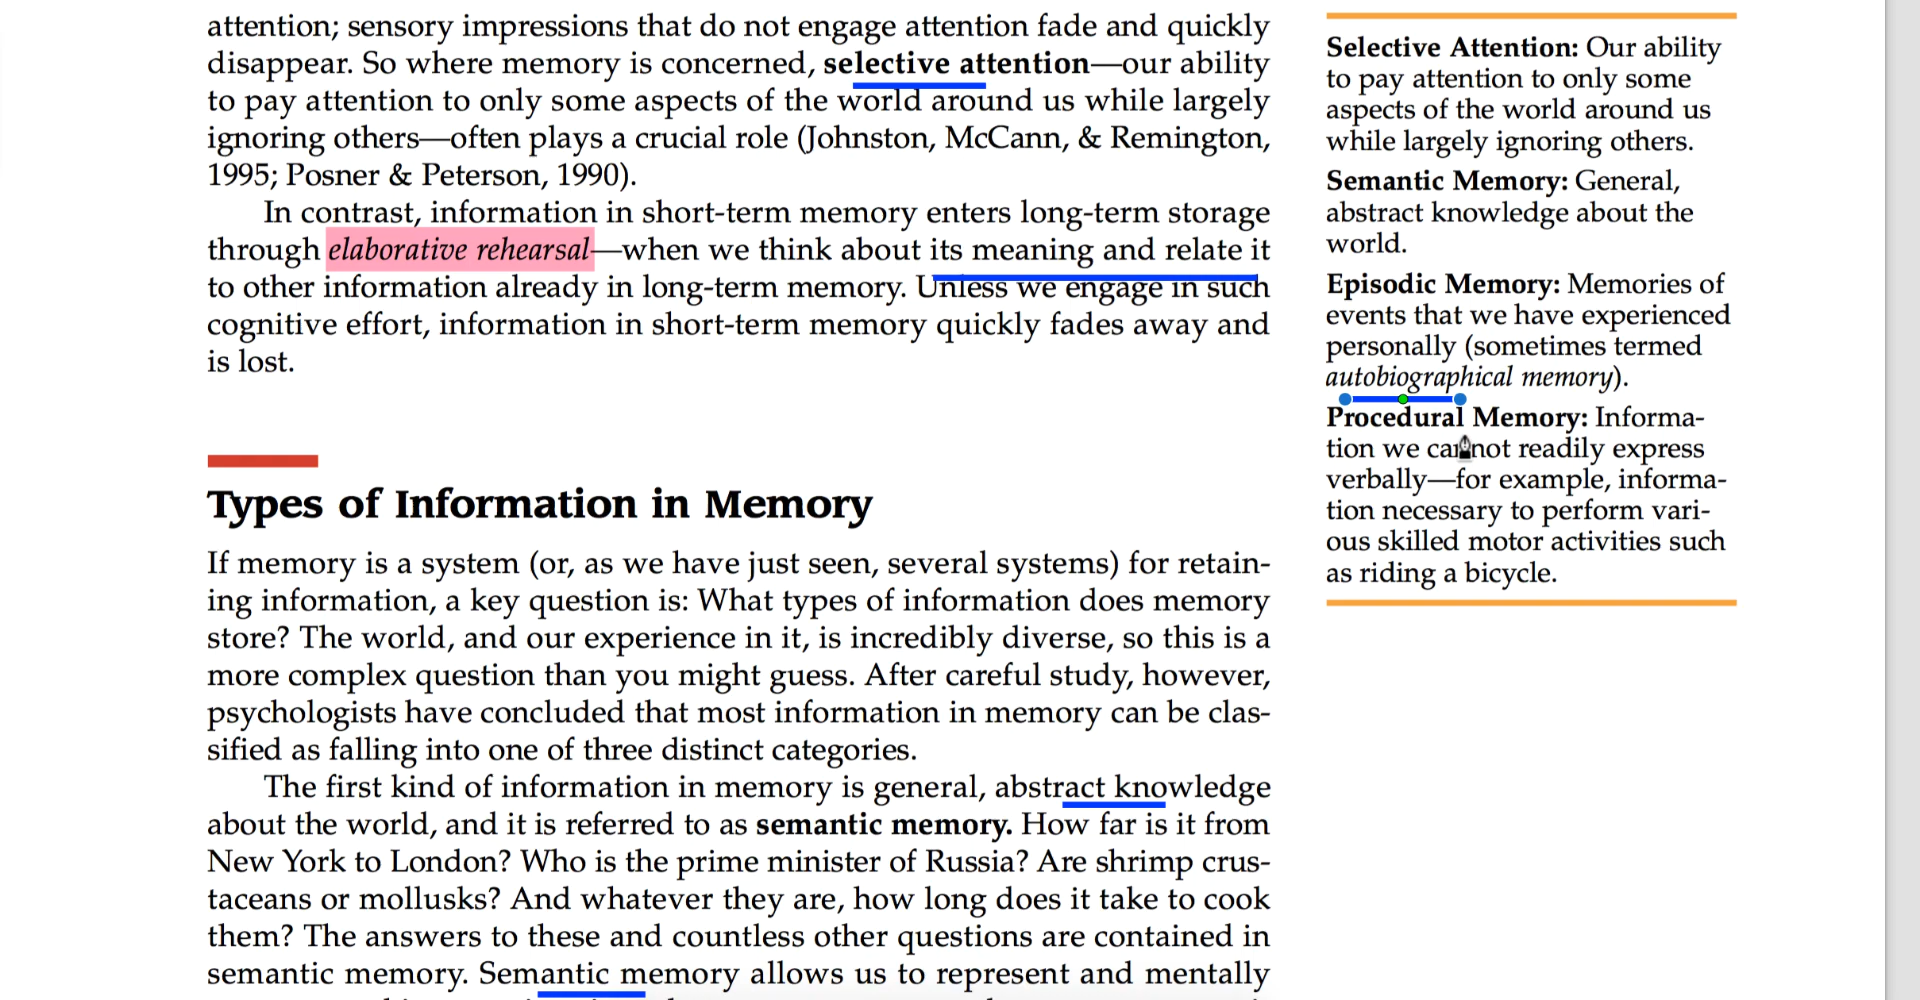 attention; sensory impressions that do not engage attention fade and quickly
disappear. So where memory is concerned, selective attention—our ability
to pay attention to only some aspects of the world around us while largely
ignoring others—often plays a crucial role (Johnston, McCann, & Remington,
1995; Posner & Peterson, 1990).
In contrast, information in short-term memory enters long-term storage
through elaborative rehearsal—when we think about its meaning and relate it
to other information already in long-term memory. Unless we engage in such
cognitive effort, information in short-term memory quickly fades away and
is lost.
Types of Information in Memory
If memory is a system (or, as we have just seen, several systems) for retain-
ing information, a key question is: What types of information does memory
store? The world, and our experience in it, is incredibly diverse, so this is a
more complex question than you might guess. After careful study, however,
psychologists have concluded that most information in memory can be clas-
sified as falling into one of three distinct categories.
The first kind of information in memory is general, abstract knowledge
about the world, and it is referred to as semantic memory. How far is it from
New York to London? Who is the prime minister of Russia? Are shrimp crus-
taceans or mollusks? And whatever they are, how long does it take to cook
them? The answers to these and countless other questions are contained in
semantic memory. Semantic memory allows us to represent and mentally
Selective Attention: Our ability
to pay attention to only some
aspects of the world around us
while largely ignoring others.
Semantic Memory: General,
abstract knowledge about the
world.
Episodic Memory: Memories of
events that we have experienced
personally (sometimes termed
autobiographical memory).
Procedural Memory: Informa-
tion we cannot readily express
verbally—for example, informa-
tion necessary to perform vari-
ous skilled motor activities such
as riding a bicycle.